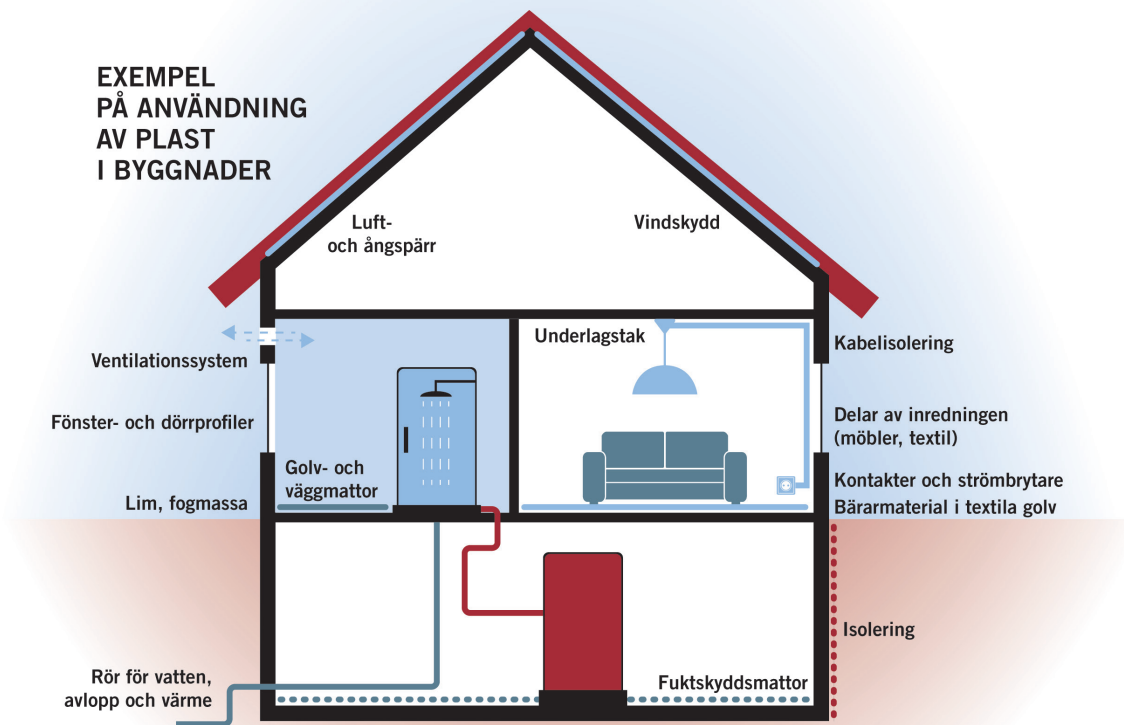 EXEMPEL
PÅ ANVÄNDNING
AV PLAST
I BYGGNADER
Luft-
och ångspärr
Vindskydd
Ventilationssystem
Underlagstak
Kabelisolering
Fönster- och dörrprofiler
Delar av inredningen
(möbler, textil)
Golv- och
väggmattor
Kontakter och strömbrytare
Lim, fogmassa
Bärarmaterial i textila golv
Isolering
Rör för vatten,
avlopp och värme
Fuktskyddsmattor